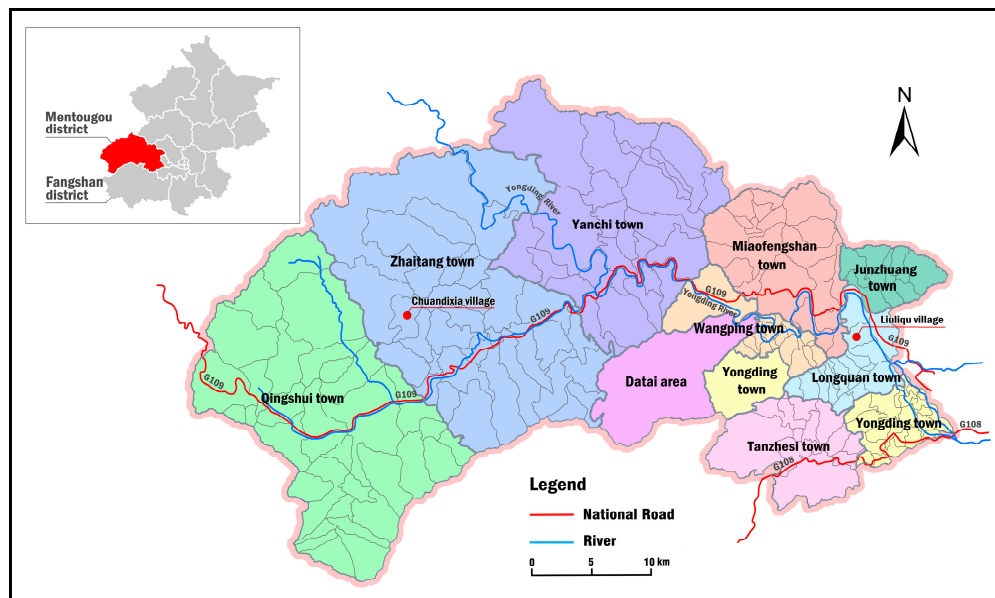 Mentougou
district
Fangshan
district
N
Yongding River
Yanchi town
Miaofengshan
town
Zhaitang town
Junzhuang
town
Chuandixia village
G109
Yongding River
G109
Liuliqu village
Wangping town
G109
G109
Datai area
Yongding
town
Longquan town
G109
Qingshui town
Yongding town
G108
Tanzhesi town
G108
Legend
National Road
River
0 5 10 km